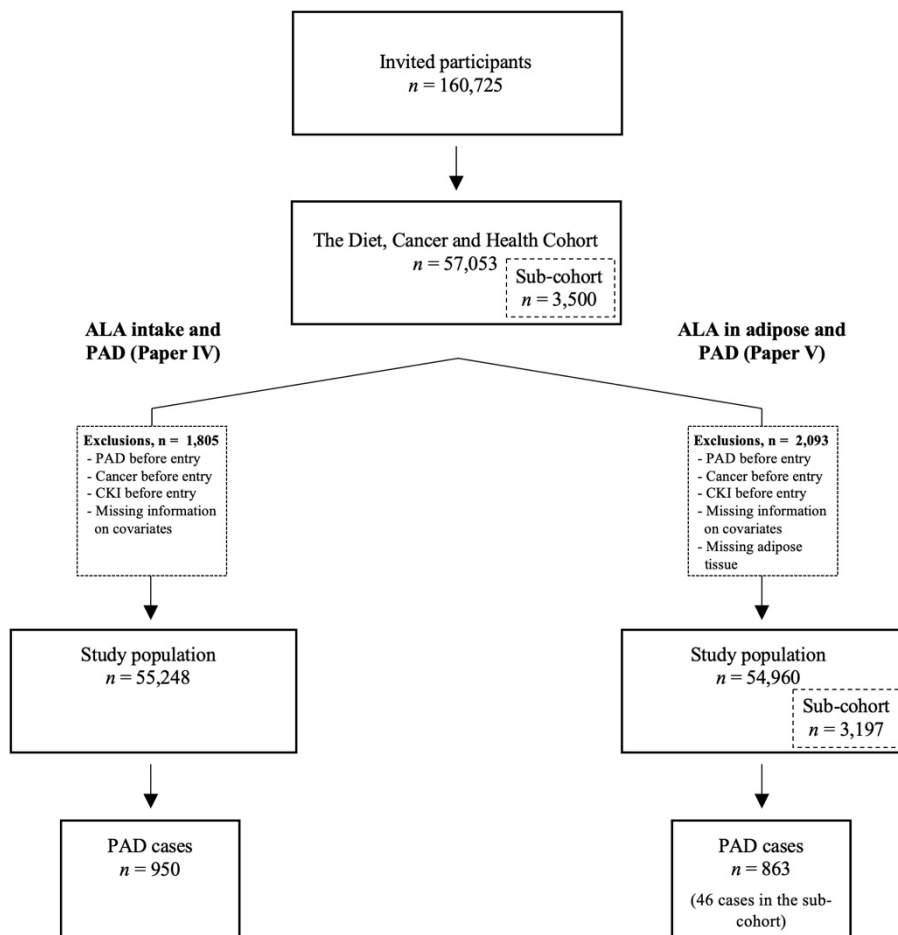 Invited participants
n = 160,725
The Diet, Cancer and Health Cohort
n = 57,053
Sub-cohort
n = 3,500
ALA intake and
PAD (Paper IV)
ALA in adipose and
PAD (Paper V)
Exclusions, n = 1,805
- PAD before entry
- Cancer before entry
- CKI before entry
- Missing information
on covariates
Exclusions, n = 2,093
- PAD before entry
- Cancer before entry
- CKI before entry
- Missing information
on covariates
- Missing adipose
tissue
Study population
n = 55,248
Study population
n = 54,960
Sub-cohort
n = 3,197
PAD cases
n = 950
PAD cases
n = 863
(46 cases in the sub-
cohort)